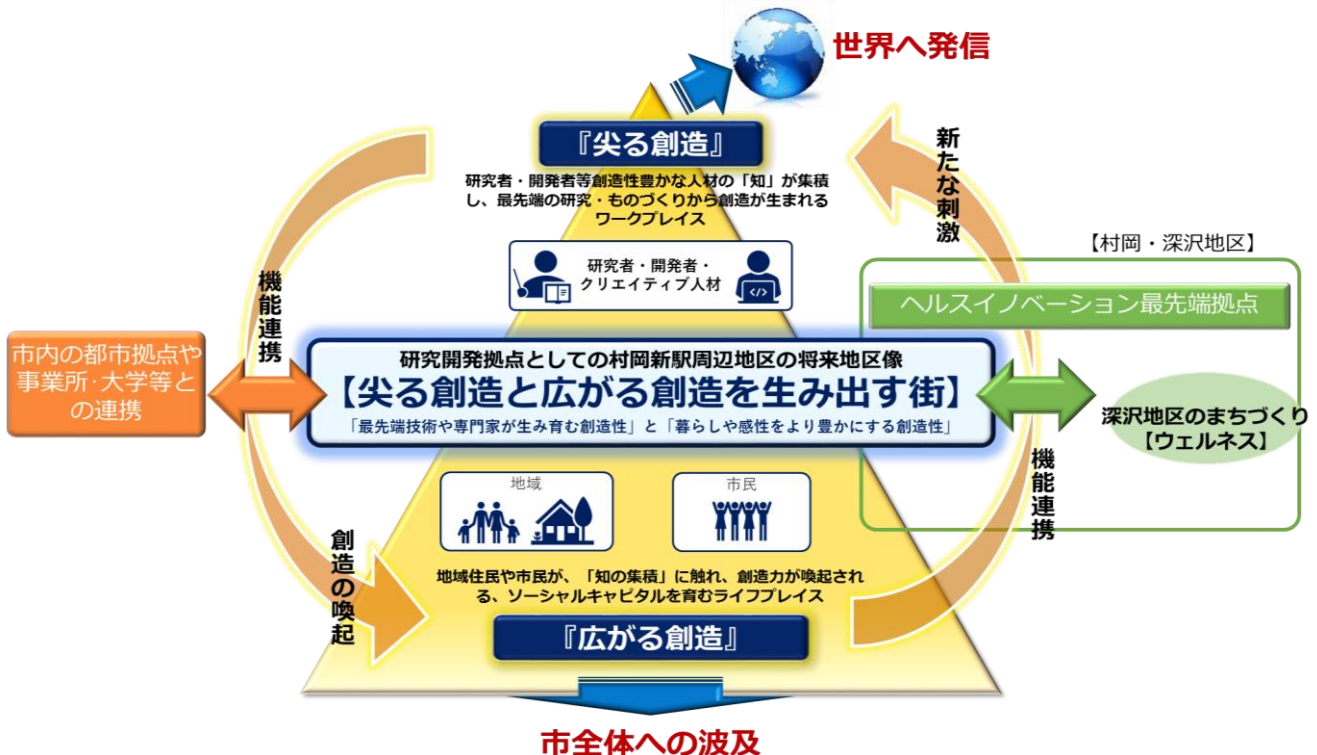 世界へ発信
『尖る創造』
研究者・開発者等創造性豊かな人材の「知」が集積
し、最先端の研究・ものづくりから創造が生まれる
ワークプレイス
新たな刺激
【村岡・深沢地区】
研究者・開発者・
クリエイティブ人材
</>
機能連携
ヘルスイノベーション最先端拠点
市内の都市拠点や
事業所・大学等と
の連携
研究開発拠点としての村岡新駅周辺地区の将来地区像
【尖る創造と広がる創造を生み出す街】
「最先端技術や専門家が生み育む創造性」と「暮らしや感性をより豊かにする創造性」
深沢地区のまちづくり
【ウェルネス】
機能連携
地域
市民
創造の喚起
地域住民や市民が、「知の集積」に触れ、創造力が喚起され
る、ソーシャルキャピタルを育むライフプレイス
『広がる創造』
市全体への波及